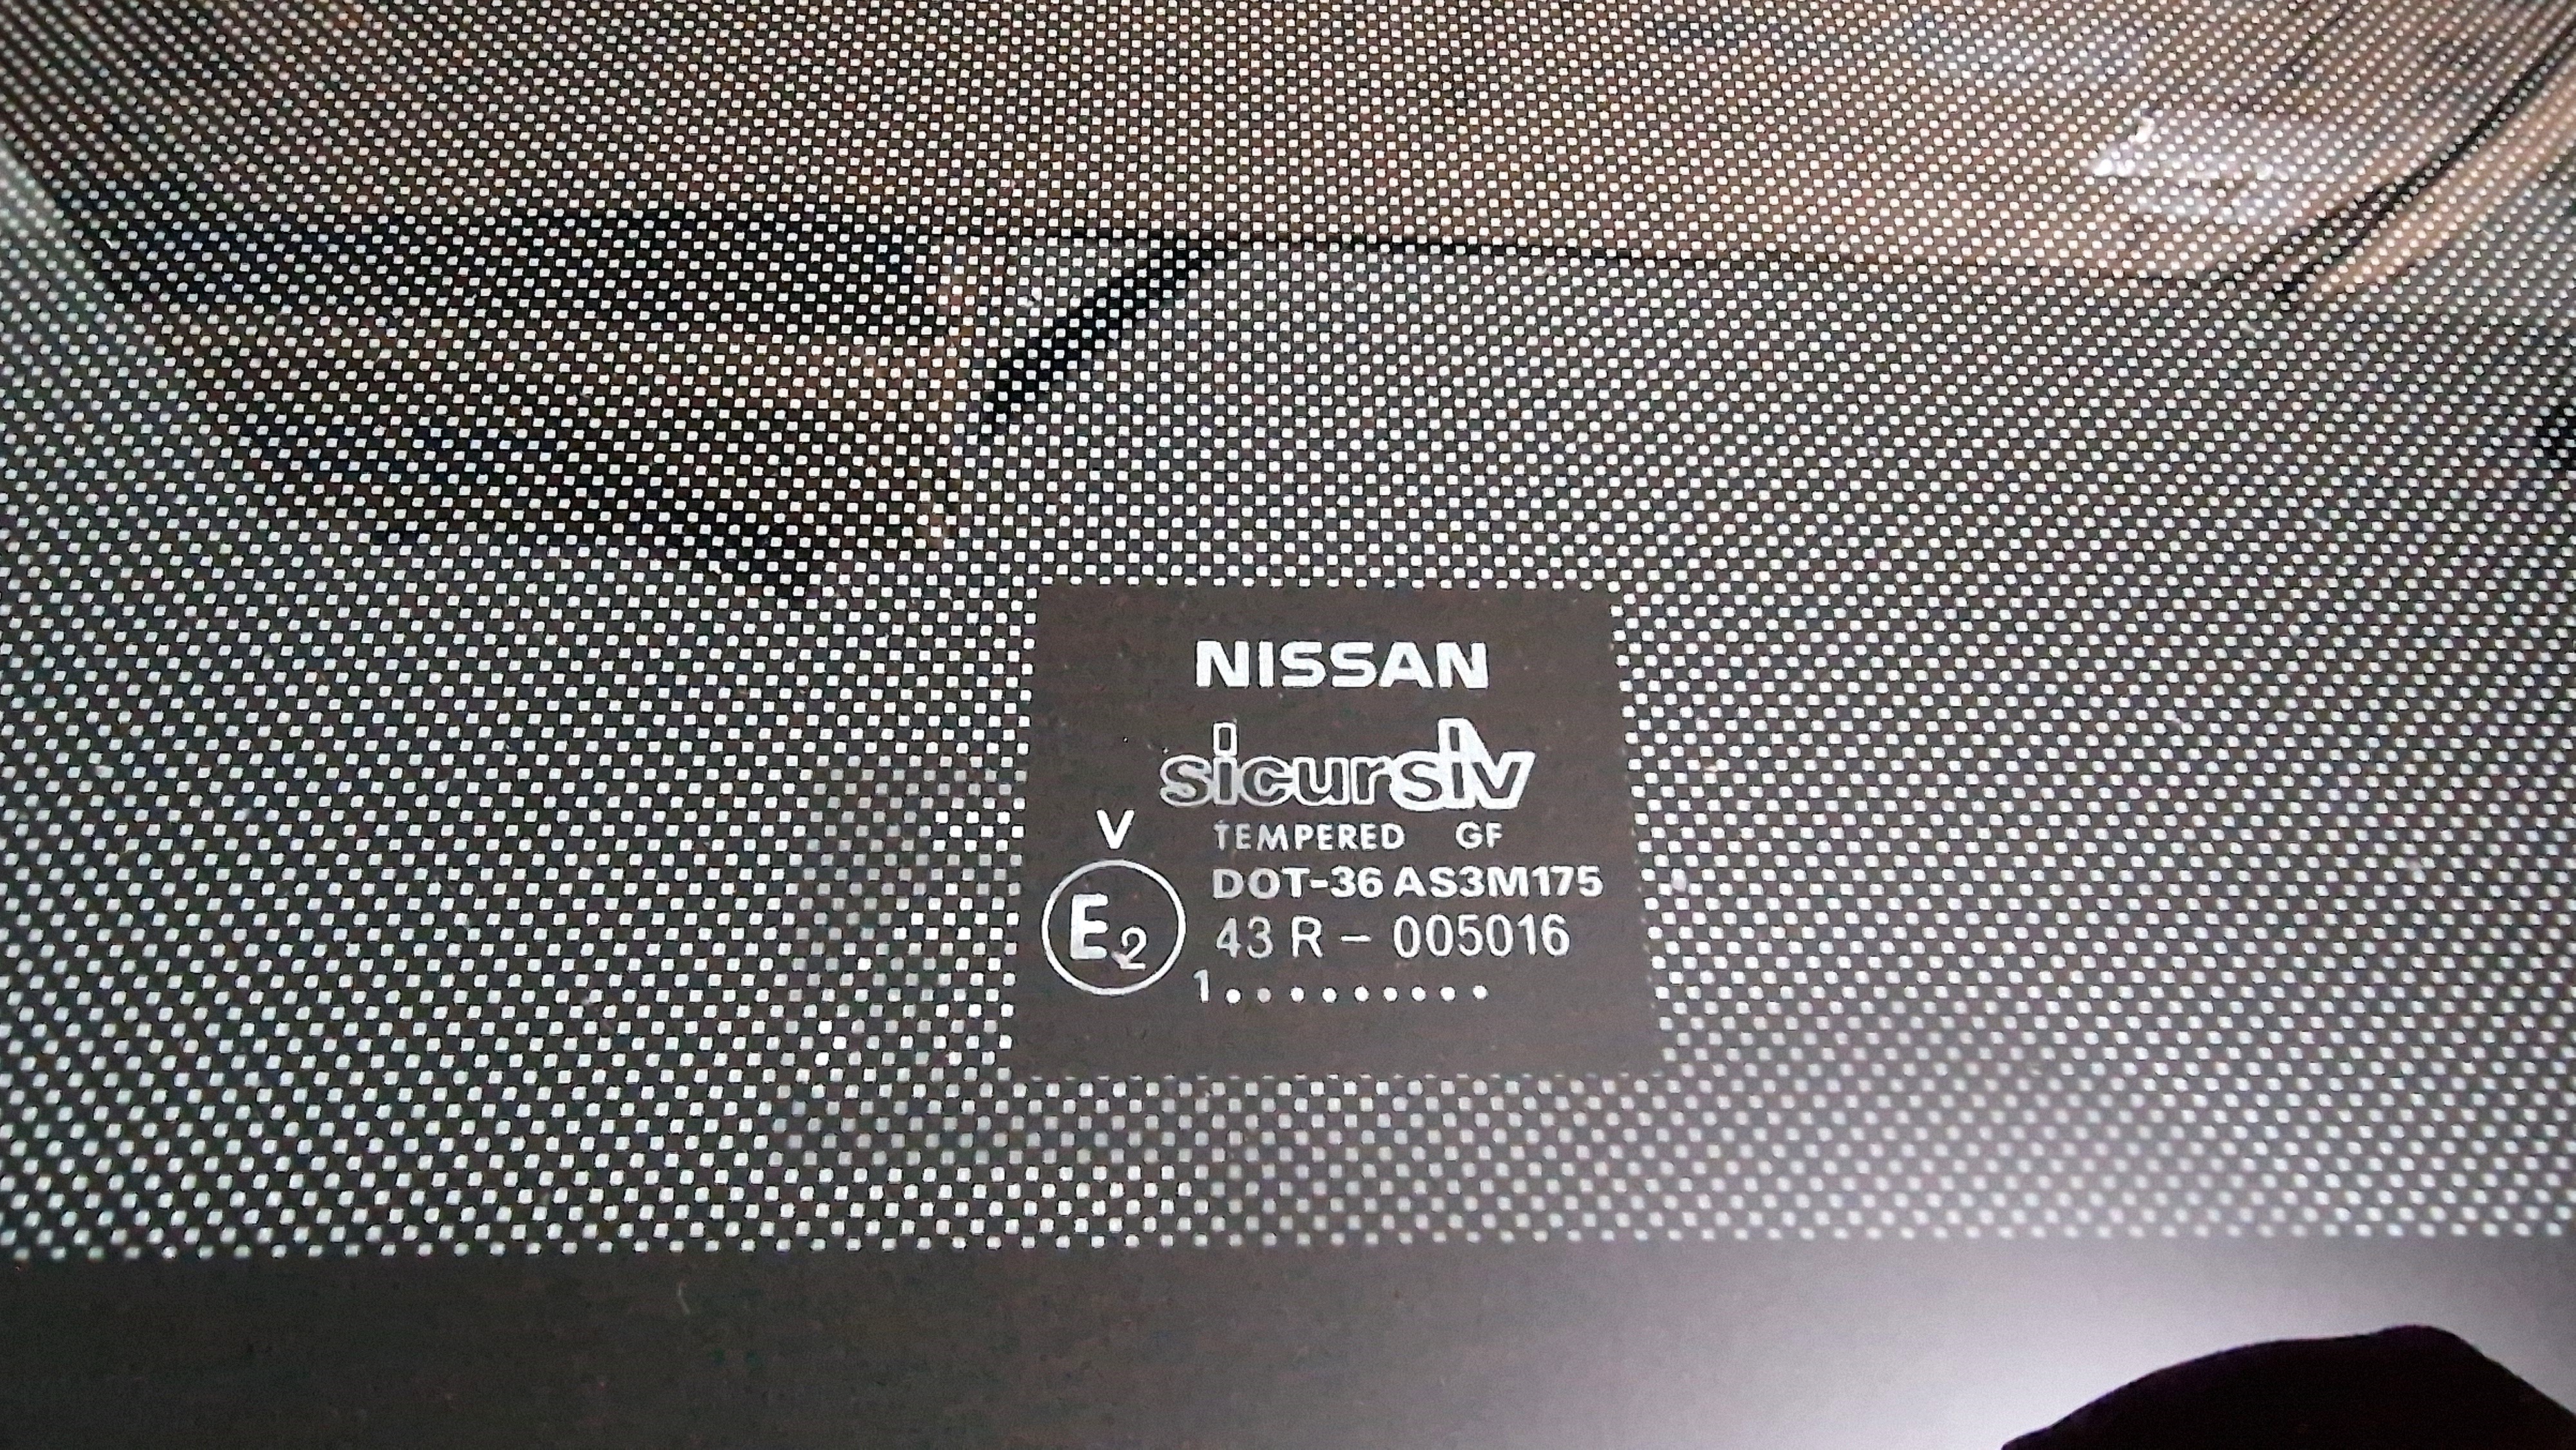 NISSAN
sicursiv
V
TEMPERED GF
DOT-36 AS3M175
E2
43 R - 005016
1.........